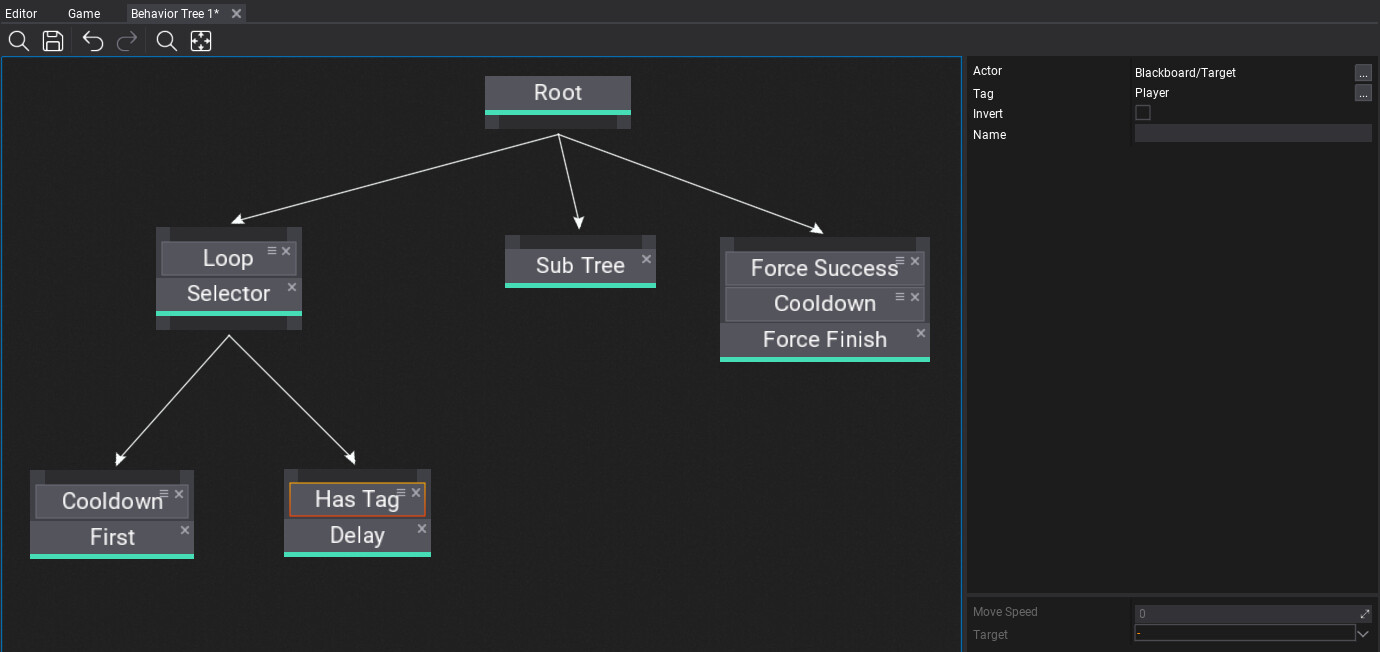 Editor Game Behavior Tree 1*
Root
Loop
Selector
Sub Tree
Force Success
Cooldown
Force Finish
Cooldown
First
Has Tag
Delay
Actor Blackboard/Target ...
Tag Player ...
Invert
Name
Move Speed 0
Target -